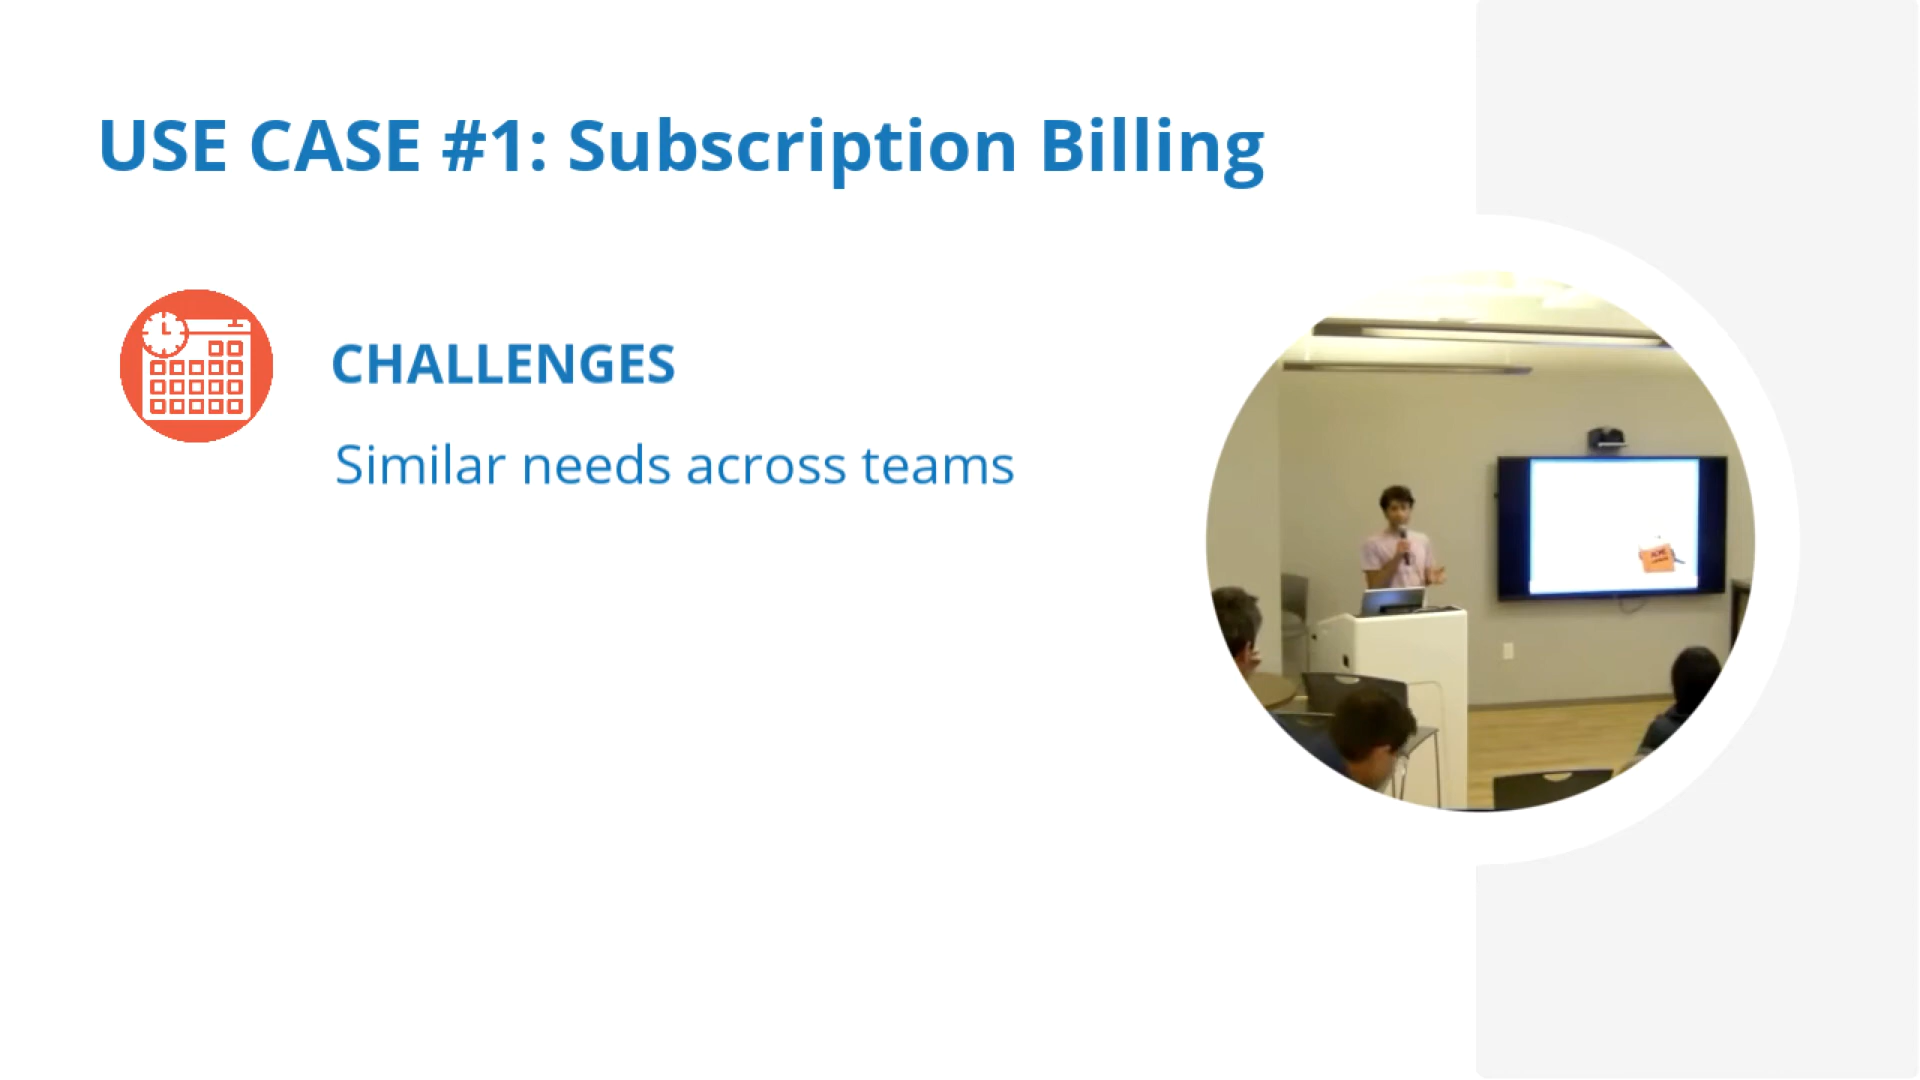 USE CASE #1: Subscription Billing
CHALLENGES
Similar needs across teams